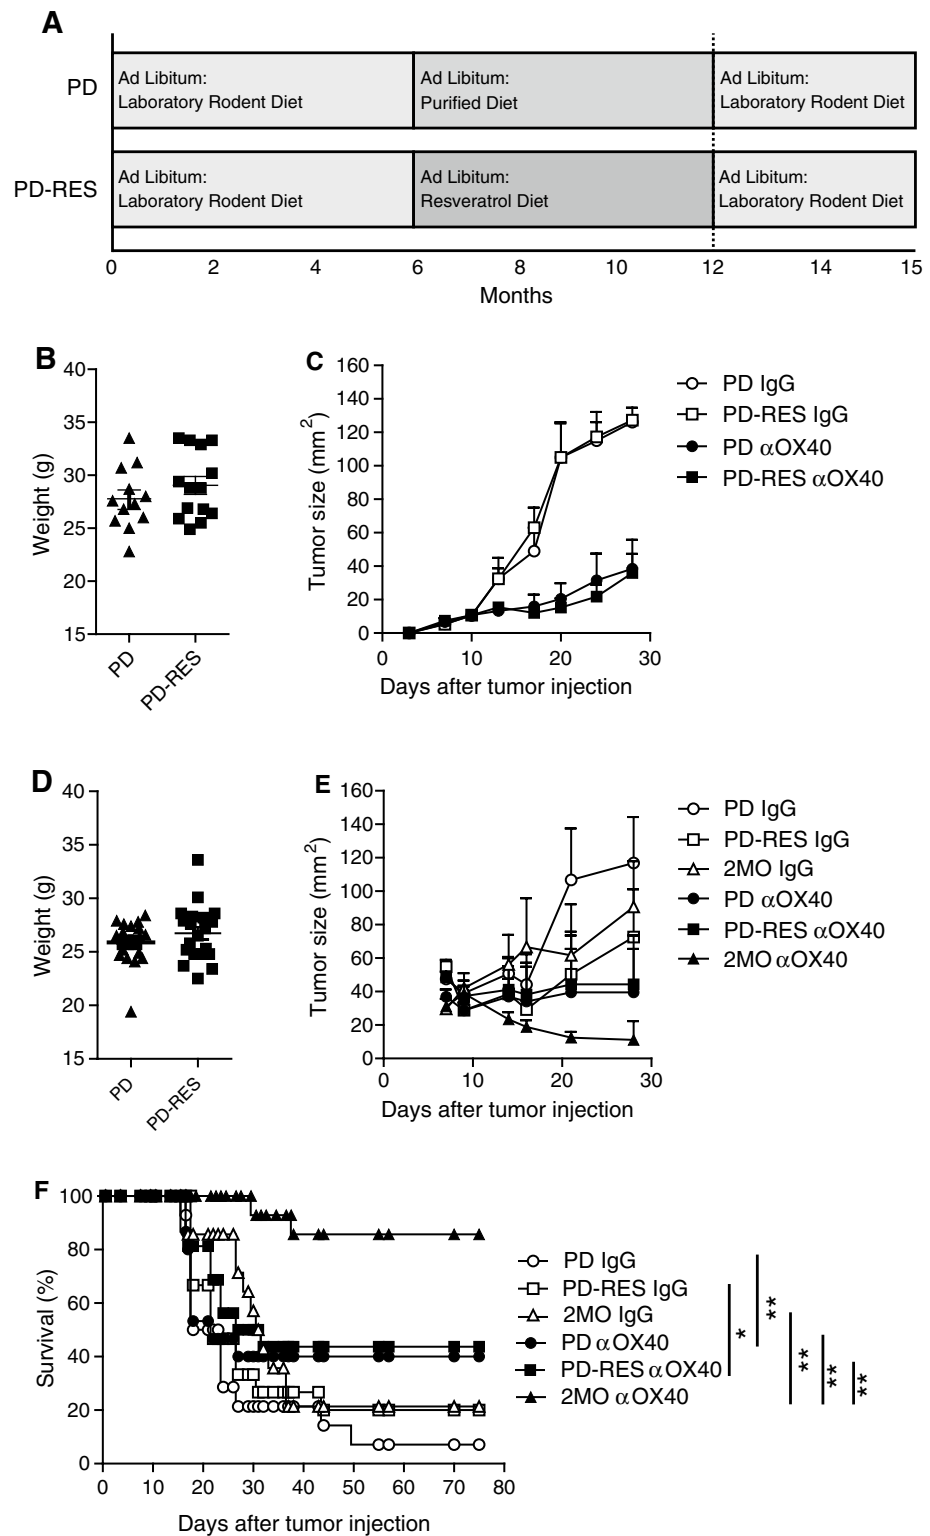 A
PD
Ad Libitum:
Laboratory Rodent Diet
Ad Libitum:
Purified Diet
Ad Libitum:
Laboratory Rodent Diet
PD-RES
Ad Libitum:
Laboratory Rodent Diet
Ad Libitum:
Resveratrol Diet
Ad Libitum:
Laboratory Rodent Diet
0 2 4 6 8 10 12 14 15
Months
B
Weight (g)
40
35
30
25
20
15
PD
PD-RES
C
Tumor size (mm²)
160
140
120
100
80
60
40
20
0
0 10 20 30
Days after tumor injection
PD IgG
PD-RES IgG
PD αOX40
PD-RES αOX40
D
Weight (g)
40
35
30
25
20
15
PD
PD-RES
E
Tumor size (mm²)
160
140
120
100
80
60
40
20
0
0 10 20 30
Days after tumor injection
PD IgG
PD-RES IgG
2MO IgG
PD αOX40
PD-RES αOX40
2MO αOX40
F
Survival (%)
100
80
60
40
20
0
0 10 20 30 40 50 60 70 80
Days after tumor injection
PD IgG
PD-RES IgG
2MO IgG
PD αOX40
PD-RES αOX40
2MO αOX40
*
**
**
**
**